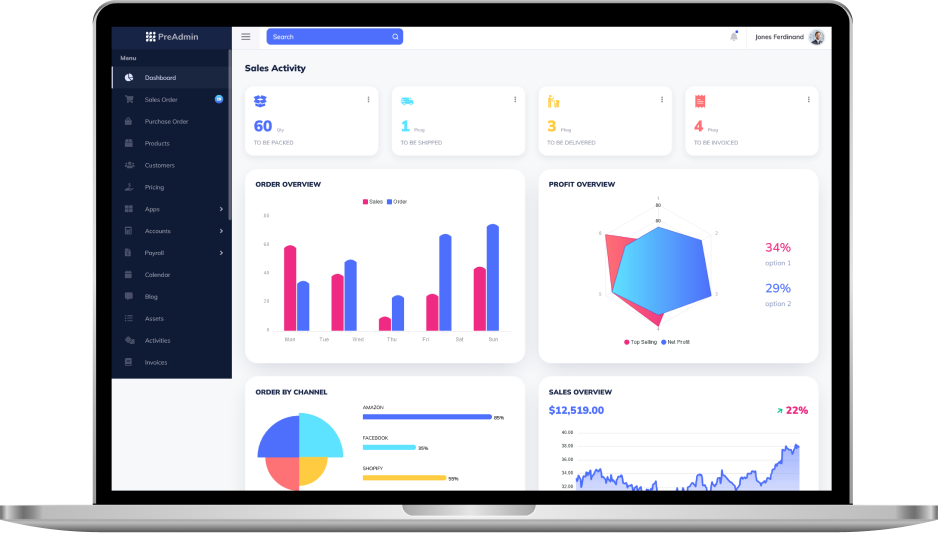 PreAdmin
Search
Jones Ferdinand
Menu
Dashboard
Sales Order
Purchase Order
Products
Customers
Pricing
Apps
Accounts
Payroll
Calendar
Blog
Assets
Activities
Invoices
Sales Activity
60 Qty
TO BE PACKED
1 Pkng
TO BE SHIPPED
3 Pkng
TO BE DELIVERED
4 Pkng
TO BE INVOICED
ORDER OVERVIEW
Sales Order
80
60
40
20
0
Mon Tue Wed Thu Fri Sat Sun
PROFIT OVERVIEW
1
80
60
6 2
5 3
34%
option 1
29%
option 2
Top Selling Net Profit
ORDER BY CHANNEL
AMAZON
85%
FACEBOOK
35%
SHOPIFY
55%
SALES OVERVIEW
$12,519.00
22%
40.00
38.00
36.00
34.00
32.00